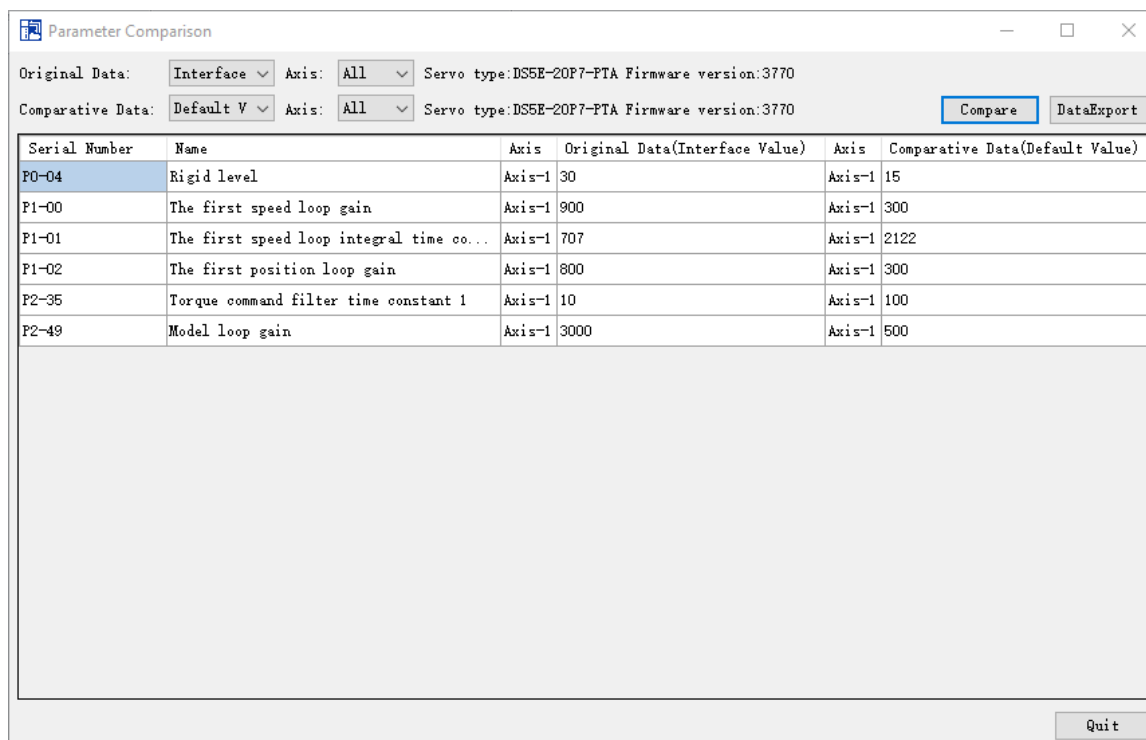 Parameter Comparison
Original Data: Interface Axis: All Servo type:DS5E-20P7-PTA Firmware version:3770
Comparative Data: Default V Axis: All Servo type:DS5E-20P7-PTA Firmware version:3770 Compare DataExport
Serial Number Name Axis Original Data(Interface Value) Axis Comparative Data(Default Value)
P0-04 Rigid level Axis-1 30 Axis-1 15
P1-00 The first speed loop gain Axis-1 900 Axis-1 300
P1-01 The first speed loop integral time co... Axis-1 707 Axis-1 2122
P1-02 The first position loop gain Axis-1 800 Axis-1 300
P2-35 Torque command filter time constant 1 Axis-1 10 Axis-1 100
P2-49 Model loop gain Axis-1 3000 Axis-1 500
Quit